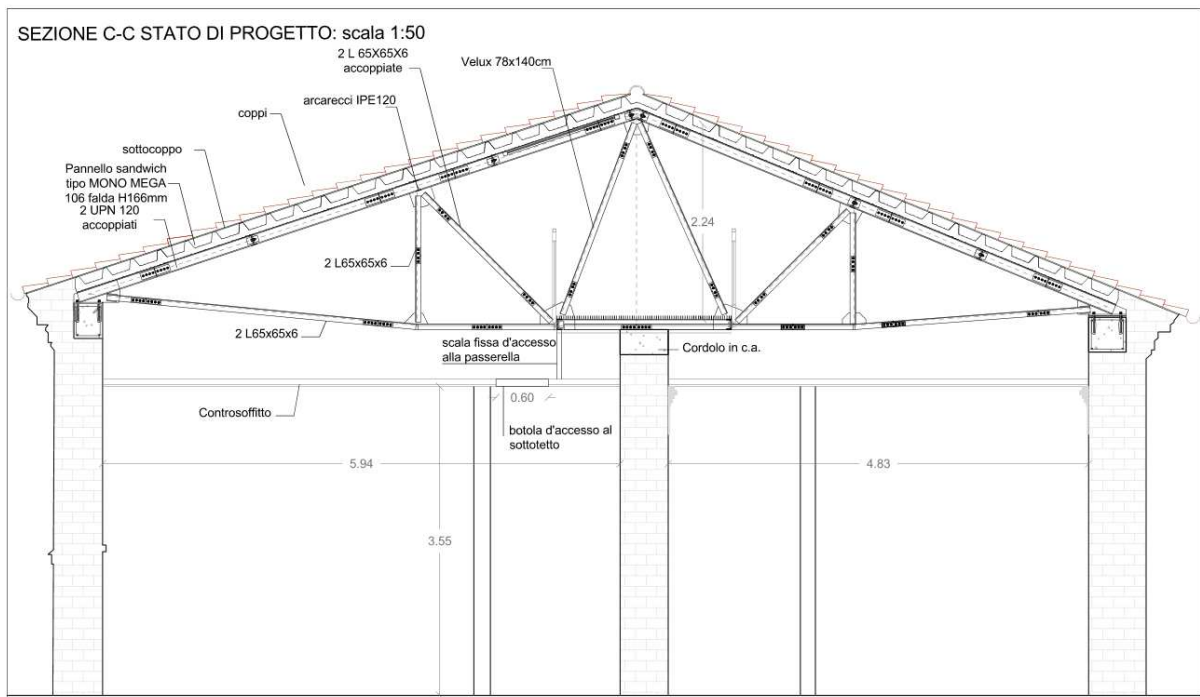 SEZIONE C-C STATO DI PROGETTO: scala 1:50
2 L 65X65X6
accoppiate
Velux 78x140cm
arcarecci IPE120
coppi
sottocoppo
Pannello sandwich
tipo MONO MEGA
106 falda H166mm
2 UPN 120
accoppiati
2.24
2 L65x65x6
2 L65x65x6
scala fissa d'accesso
alla passerella
Cordolo in c.a.
0.60
Controsoffitto
botola d'accesso al
sottotetto
5.94
4.83
3.55